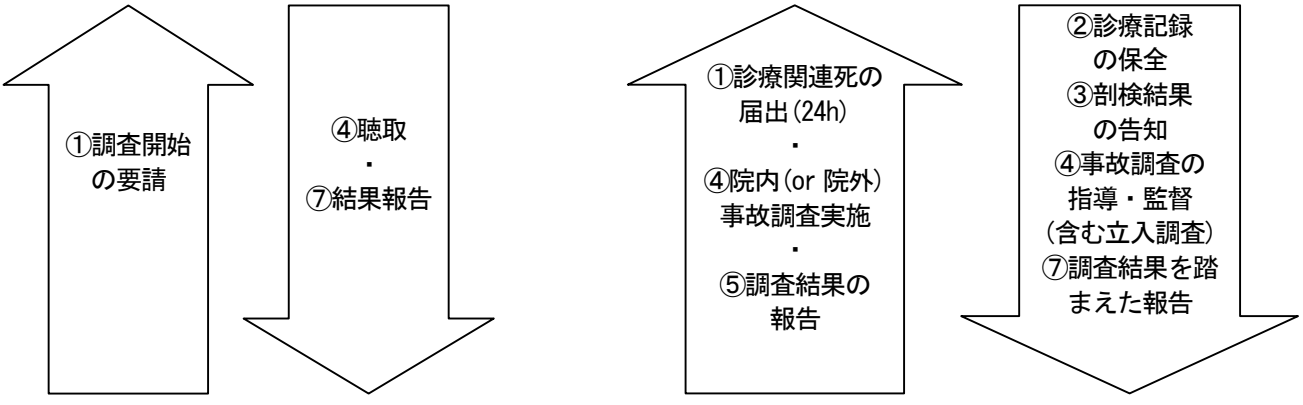 ①調査開始
の要請
④聴取
・
⑦結果報告
①診療関連死の
届出(24h)
・
④院内(or 院外)
事故調査実施
・
⑤調査結果の
報告
②診療記録
の保全
③剖検結果
の告知
④事故調査の
指導・監督
(含む立入調査)
⑦調査結果を踏
まえた報告